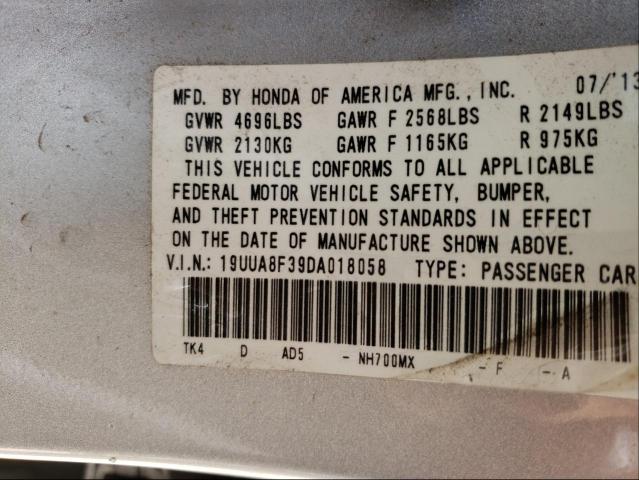 MFD. BY HONDA OF AMERICA MFG., INC. 07/'13
GVWR 4696LBS GAWR F 2568LBS R 2149LBS
GVWR 2130KG GAWR F 1165KG R 975KG
THIS VEHICLE CONFORMS TO ALL APPLICABLE
FEDERAL MOTOR VEHICLE SAFETY, BUMPER,
AND THEFT PREVENTION STANDARDS IN EFFECT
ON THE DATE OF MANUFACTURE SHOWN ABOVE.
V.I.N.: 19UUA8F39DA018058 TYPE: PASSENGER CAR
TK4 D AD5 - NH700MX - F - A